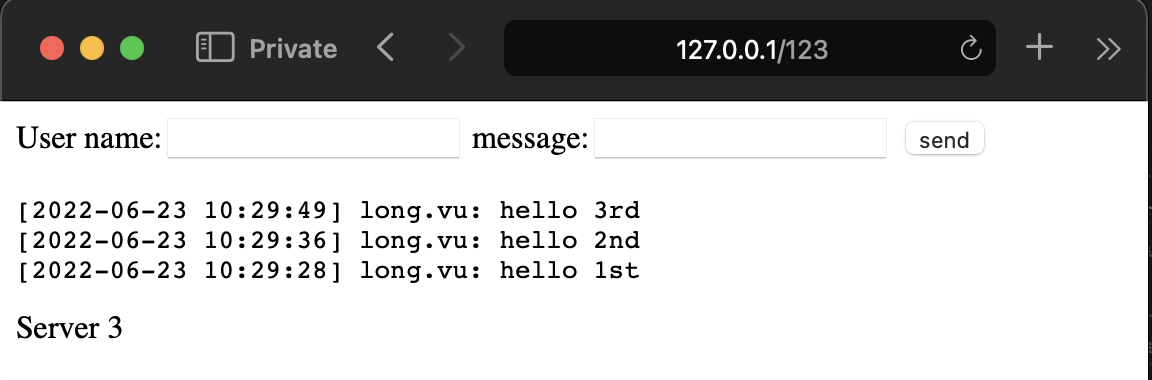 Private
127.0.0.1/123
User name: message: send
[2022-06-23 10:29:49] long.vu: hello 3rd
[2022-06-23 10:29:36] long.vu: hello 2nd
[2022-06-23 10:29:28] long.vu: hello 1st
Server 3